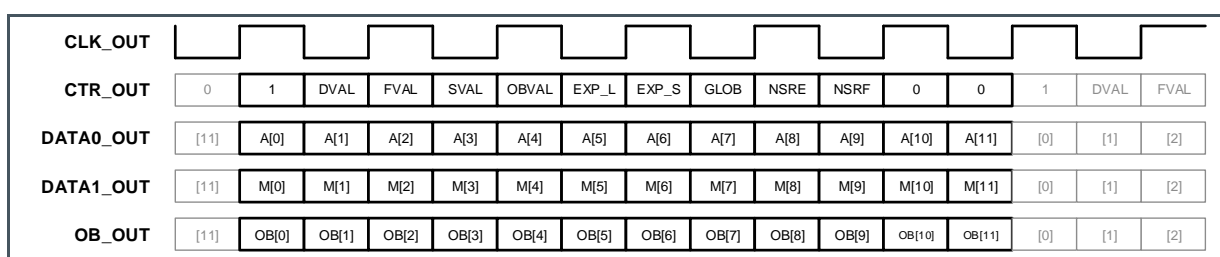 CLK_OUT
CTR_OUT 0 1 DVAL FVAL SVAL OBVAL EXP_L EXP_S GLOB NSRE NSRF 0 0 1 DVAL FVAL
DATA0_OUT [11] A[0] A[1] A[2] A[3] A[4] A[5] A[6] A[7] A[8] A[9] A[10] A[11] [0] [1] [2]
DATA1_OUT [11] M[0] M[1] M[2] M[3] M[4] M[5] M[6] M[7] M[8] M[9] M[10] M[11] [0] [1] [2]
OB_OUT [11] OB[0] OB[1] OB[2] OB[3] OB[4] OB[5] OB[6] OB[7] OB[8] OB[9] OB[10] OB[11] [0] [1] [2]